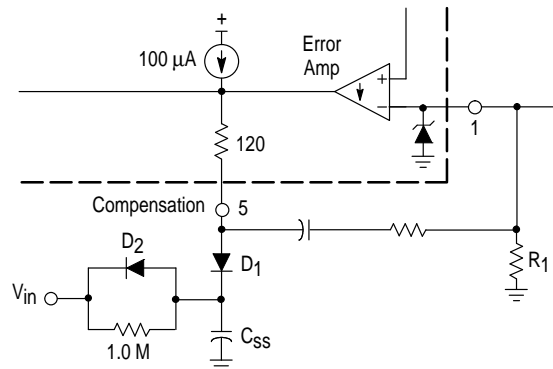 +
100 µA
Error
Amp
+
−
1
120
Compensation
5
D2
D1
R1
Vin
1.0 M
Css